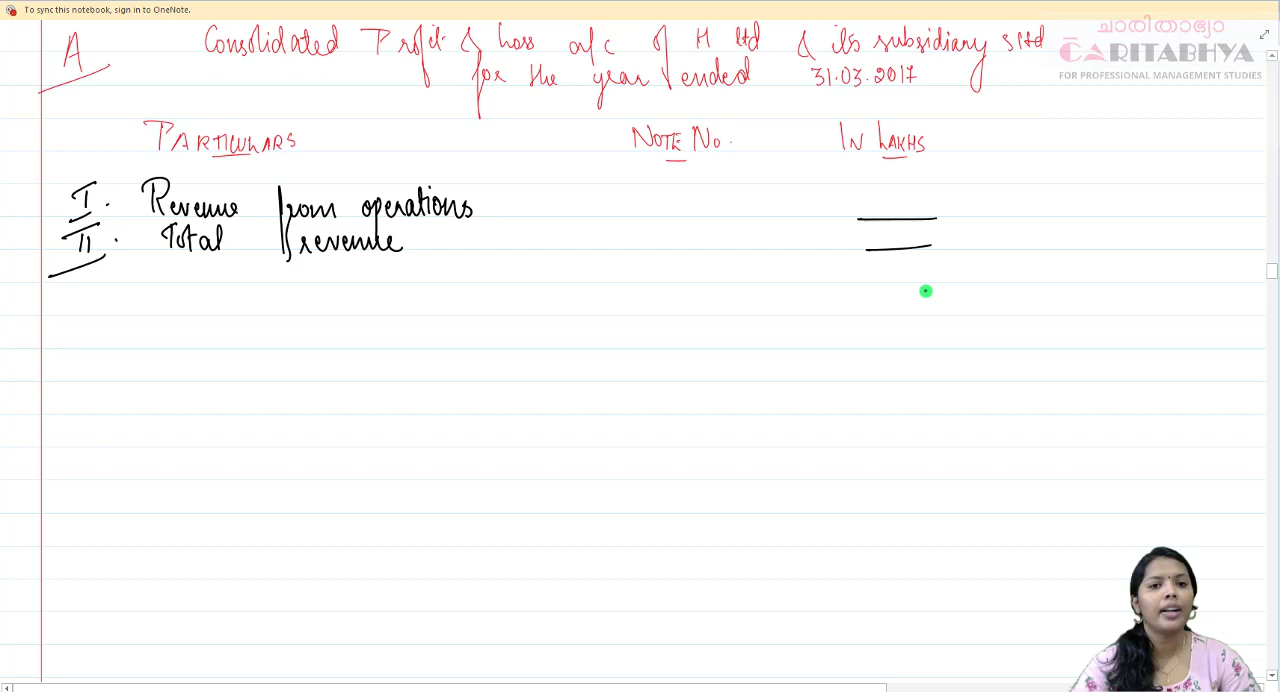 To sync this notebook, sign in to OneNote.
ചാരിതാഭ്യാ
CARITABHYA
FOR PROFESSIONAL MANAGEMENT STUDIES
A
Consolidated Profit & Loss a/c of H ltd & its subsidiary S ltd
for the year ended 31.03.2017
PARTICULARS NOTE No. IN LAKHS
I. Revenue from operations
II. Total revenue